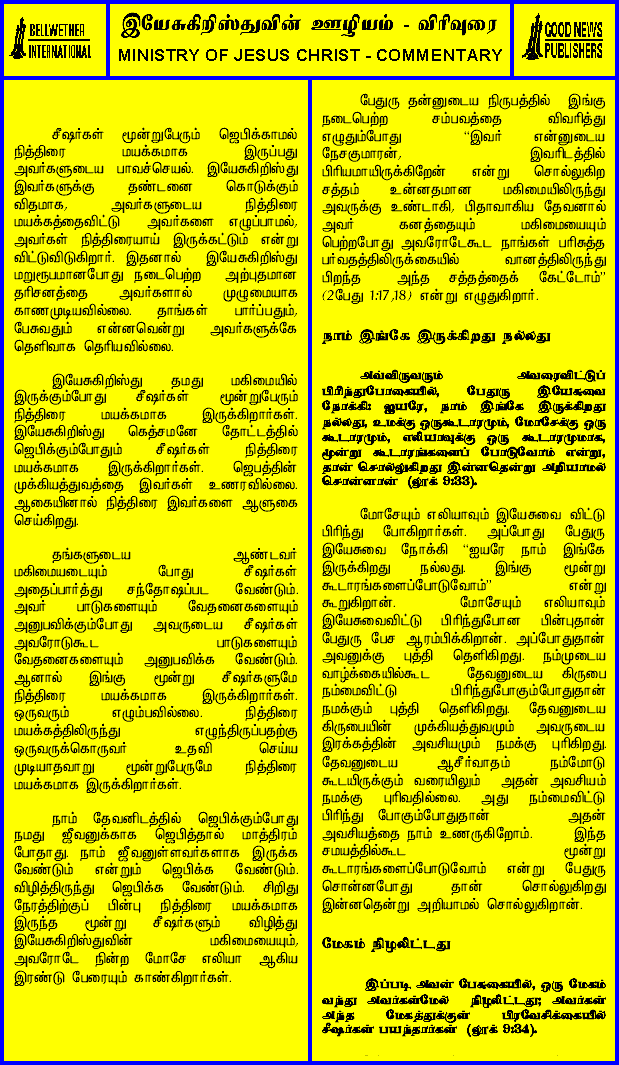 BELLWETHER
INTERNATIONAL
இயேசுகிறிஸ்துவின் ஊழியம் - விரிவுரை
MINISTRY OF JESUS CHRIST - COMMENTARY
GOOD NEWS
PUBLISHERS
சீஷர்கள் மூன்றுபேரும் ஜெபிக்காமல்
நித்திரை மயக்கமாக இருப்பது
அவர்களுடைய பாவச்செயல். இயேசுகிறிஸ்து
இவர்களுக்கு தண்டனை கொடுக்கும்
விதமாக, அவர்களுடைய நித்திரை
மயக்கத்தைவிட்டு அவர்களை எழுப்பாமல்,
அவர்கள் நித்திரையாய் இருக்கட்டும் என்று
விட்டுவிடுகிறார். இதனால் இயேசுகிறிஸ்து
மறுரூபமானபோது நடைபெற்ற அற்புதமான
தரிசனத்தை அவர்களால் முழுமையாக
காணமுடியவில்லை. தாங்கள் பார்ப்பதும்,
பேசுவதும் என்னவென்று அவர்களுக்கே
தெளிவாக தெரியவில்லை.
இயேசுகிறிஸ்து தமது மகிமையில்
இருக்கும்போது சீஷர்கள் மூன்றுபேரும்
நித்திரை மயக்கமாக இருக்கிறார்கள்.
இயேசுகிறிஸ்து கெத்சமனே தோட்டத்தில்
ஜெபிக்கும்போதும் சீஷர்கள் நித்திரை
மயக்கமாக இருக்கிறார்கள். ஜெபத்தின்
முக்கியத்துவத்தை இவர்கள் உணரவில்லை.
ஆகையினால் நித்திரை இவர்களை ஆளுகை
செய்கிறது.
தங்களுடைய ஆண்டவர்
மகிமையடையும் போது சீஷர்கள்
அதைப்பார்த்து சந்தோஷப்பட வேண்டும்.
அவர் பாடுகளையும் வேதனைகளையும்
அனுபவிக்கும்போது அவருடைய சீஷர்கள்
அவரோடுகூட பாடுகளையும்
வேதனைகளையும் அனுபவிக்க வேண்டும்.
ஆனால் இங்கு மூன்று சீஷர்களுமே
நித்திரை மயக்கமாக இருக்கிறார்கள்.
ஒருவரும் எழும்பவில்லை. நித்திரை
மயக்கத்திலிருந்து எழுந்திருப்பதற்கு
ஒருவருக்கொருவர் உதவி செய்ய
முடியாதவாறு மூன்றுபேருமே நித்திரை
மயக்கமாக இருக்கிறார்கள்.
நாம் தேவனிடத்தில் ஜெபிக்கும்போது
நமது ஜீவனுக்காக ஜெபித்தால் மாத்திரம்
போதாது. நாம் ஜீவனுள்ளவர்களாக இருக்க
வேண்டும் என்றும் ஜெபிக்க வேண்டும்.
விழித்திருந்து ஜெபிக்க வேண்டும். சிறிது
நேரத்திற்குப் பின்பு நித்திரை மயக்கமாக
இருந்த மூன்று சீஷர்களும் விழித்து
இயேசுகிறிஸ்துவின் மகிமையையும்,
அவரோடே நின்ற மோசே எலியா ஆகிய
இரண்டு பேரையும் காண்கிறார்கள்.
பேதுரு தன்னுடைய நிருபத்தில் இங்கு
நடைபெற்ற சம்பவத்தை விவரித்து
எழுதும்போது "இவர் என்னுடைய
நேசகுமாரன், இவரிடத்தில்
பிரியமாயிருக்கிறேன் என்று சொல்லுகிற
சத்தம் உன்னதமான மகிமையிலிருந்து
அவருக்கு உண்டாகி, பிதாவாகிய தேவனால்
அவர் கனத்தையும் மகிமையையும்
பெற்றபோது அவரோடேகூட நாங்கள் பரிசுத்த
பர்வதத்திலிருக்கையில் வானத்திலிருந்து
பிறந்த அந்த சத்தத்தைக் கேட்டோம்"
(2பேது 1:17,18) என்று எழுதுகிறார்.
நாம் இங்கே இருக்கிறது நல்லது
அவ்விருவரும் அவரைவிட்டுப்
பிரிந்துபோகையில், பேதுரு இயேசுவை
நோக்கி: ஐயரே, நாம் இங்கே இருக்கிறது
நல்லது, உமக்கு ஒருகூடாரமும், மோசேக்கு ஒரு
கூடாரமும், எலியாவுக்கு ஒரு கூடாரமுமாக,
மூன்று கூடாரங்களைப் போடுவோம் என்று,
தான் சொல்லுகிறது இன்னதென்று அறியாமல்
சொன்னான் (லூக் 9:33).
மோசேயும் எலியாவும் இயேசுவை விட்டு
பிரிந்து போகிறார்கள். அப்போது பேதுரு
இயேசுவை நோக்கி "ஐயரே நாம் இங்கே
இருக்கிறது நல்லது. இங்கு மூன்று
கூடாரங்களைப்போடுவோம்" என்று
கூறுகிறான். மோசேயும் எலியாவும்
இயேசுவைவிட்டு பிரிந்துபோன பின்புதான்
பேதுரு பேச ஆரம்பிக்கிறான். அப்போதுதான்
அவனுக்கு புத்தி தெளிகிறது. நம்முடைய
வாழ்க்கையில்கூட தேவனுடைய கிருபை
நம்மைவிட்டு பிரிந்துபோகும்போதுதான்
நமக்கும் புத்தி தெளிகிறது. தேவனுடைய
கிருபையின் முக்கியத்துவமும் அவருடைய
இரக்கத்தின் அவசியமும் நமக்கு புரிகிறது.
தேவனுடைய ஆசீர்வாதம் நம்மோடு
கூடயிருக்கும் வரையிலும் அதன் அவசியம்
நமக்கு புரிவதில்லை. அது நம்மைவிட்டு
பிரிந்து போகும்போதுதான் அதன்
அவசியத்தை நாம் உணருகிறோம். இந்த
சமயத்தில்கூட மூன்று
கூடாரங்களைப்போடுவோம் என்று பேதுரு
சொன்னபோது தான் சொல்லுகிறது
இன்னதென்று அறியாமல் சொல்லுகிறான்.
மேகம் நிழலிட்டது
இப்படி அவன் பேசுகையில், ஒரு மேகம்
வந்து அவர்கள்மேல் நிழலிட்டது; அவர்கள்
அந்த மேகத்துக்குள் பிரவேசிக்கையில்
சீஷர்கள் பயந்தார்கள் (லூக் 9:34).